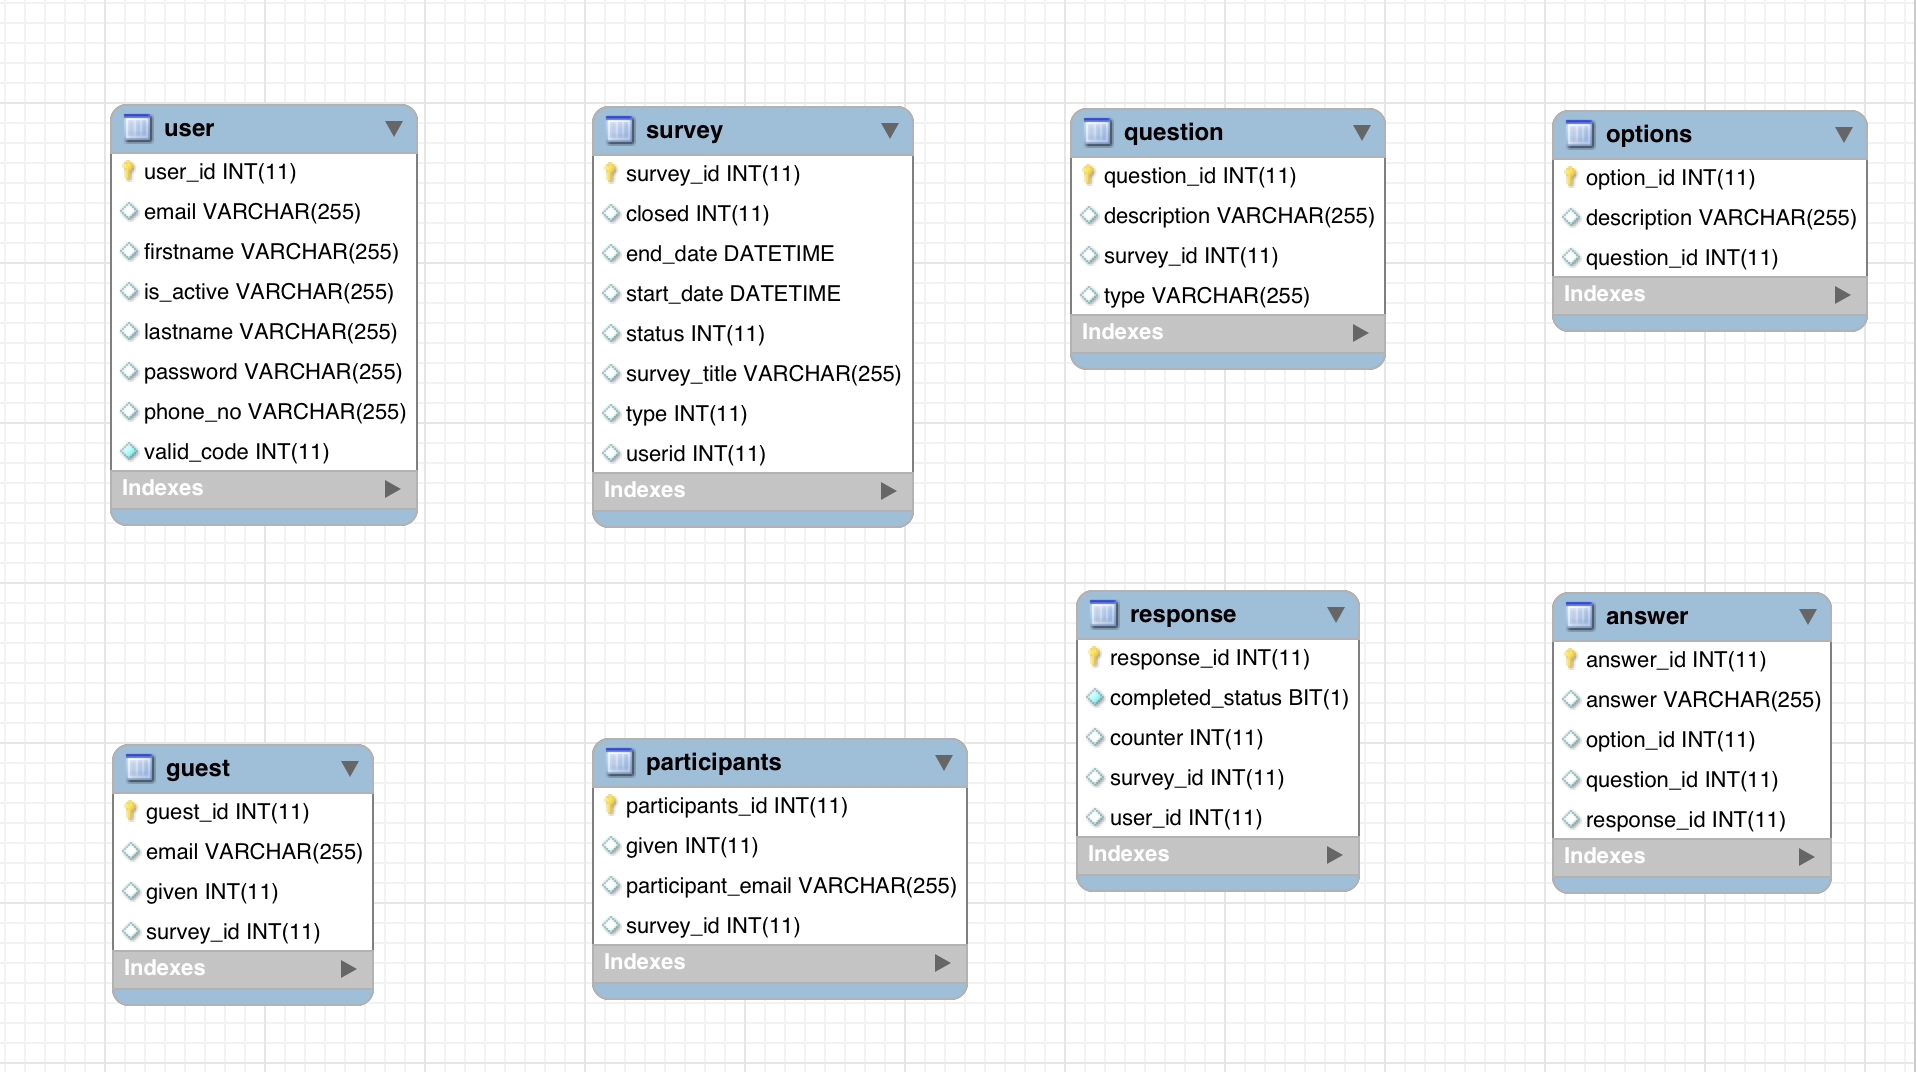 user
user_id INT(11)
email VARCHAR(255)
firstname VARCHAR(255)
is_active VARCHAR(255)
lastname VARCHAR(255)
password VARCHAR(255)
phone_no VARCHAR(255)
valid_code INT(11)
Indexes
survey
survey_id INT(11)
closed INT(11)
end_date DATETIME
start_date DATETIME
status INT(11)
survey_title VARCHAR(255)
type INT(11)
userid INT(11)
Indexes
question
question_id INT(11)
description VARCHAR(255)
survey_id INT(11)
type VARCHAR(255)
Indexes
options
option_id INT(11)
description VARCHAR(255)
question_id INT(11)
Indexes
guest
guest_id INT(11)
email VARCHAR(255)
given INT(11)
survey_id INT(11)
Indexes
participants
participants_id INT(11)
given INT(11)
participant_email VARCHAR(255)
survey_id INT(11)
Indexes
response
response_id INT(11)
completed_status BIT(1)
counter INT(11)
survey_id INT(11)
user_id INT(11)
Indexes
answer
answer_id INT(11)
answer VARCHAR(255)
option_id INT(11)
question_id INT(11)
response_id INT(11)
Indexes